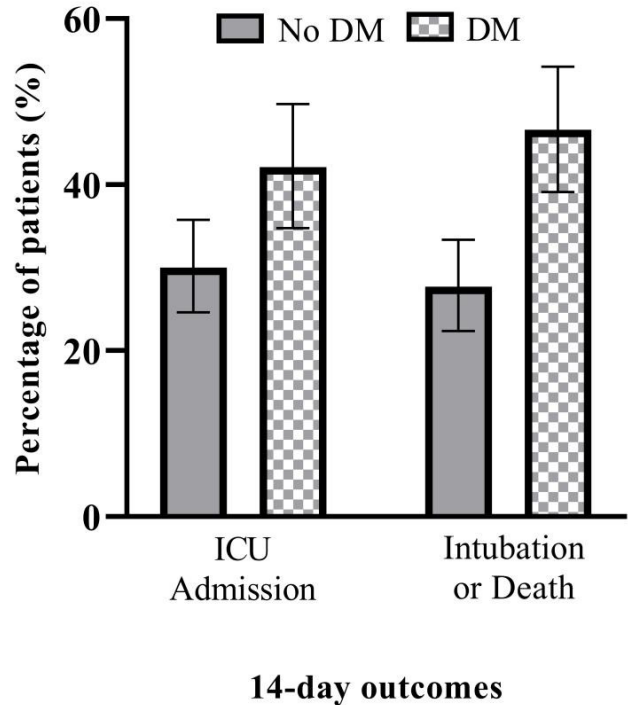 No DM DM
Percentage of patients (%)
60
40
20
0
ICU
Admission
Intubation
or Death
14-day outcomes